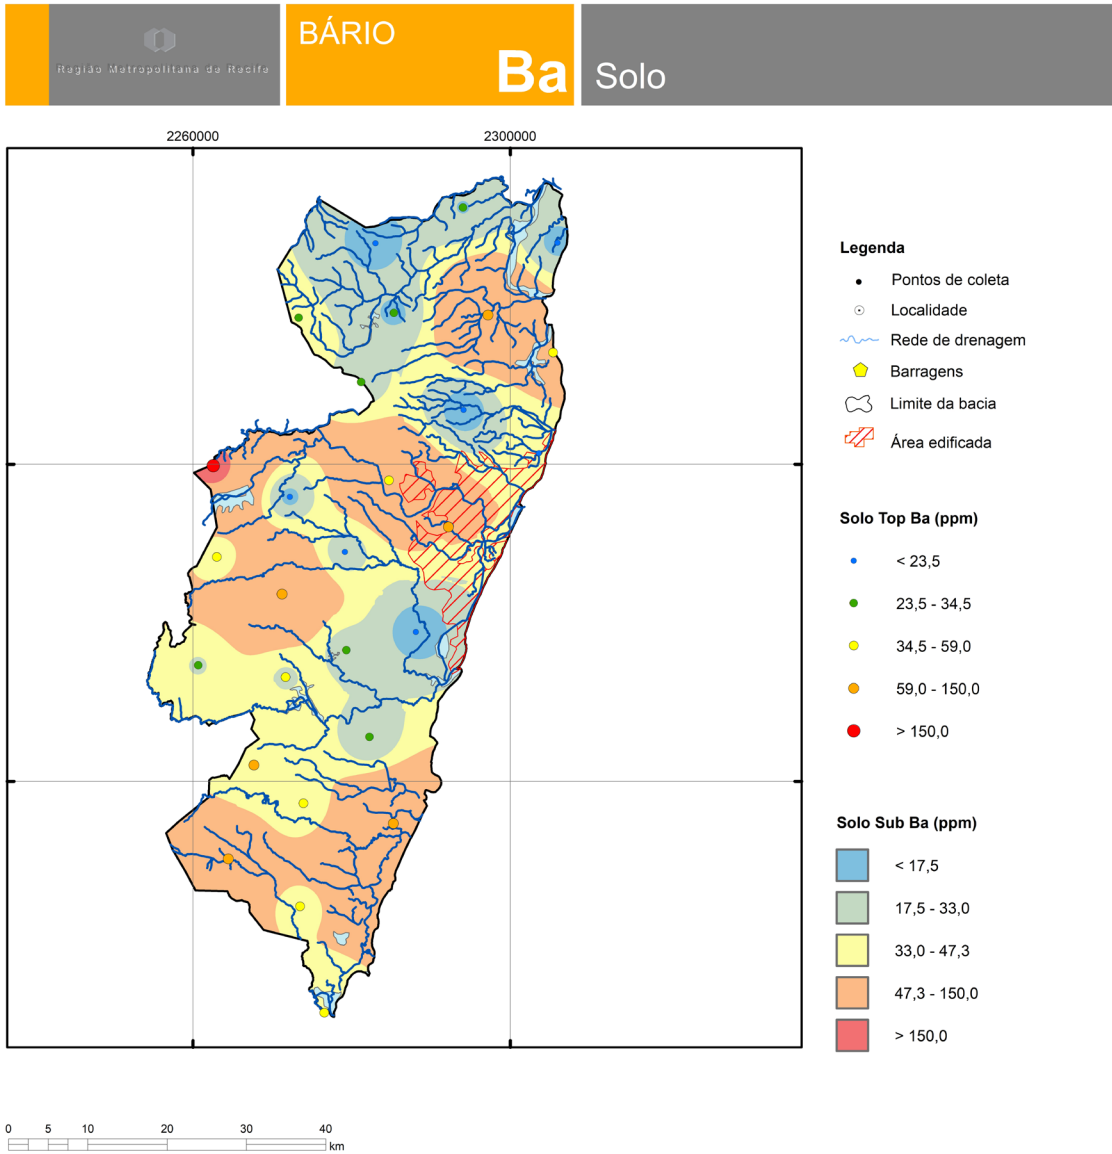 Região Metropolitana de Recife
BÁRIO
Ba
Solo
2260000
2300000
Legenda
Pontos de coleta
Localidade
Rede de drenagem
Barragens
Limite da bacia
Área edificada
Solo Top Ba (ppm)
< 23,5
23,5 - 34,5
34,5 - 59,0
59,0 - 150,0
> 150,0
Solo Sub Ba (ppm)
< 17,5
17,5 - 33,0
33,0 - 47,3
47,3 - 150,0
> 150,0
0 5 10 20 30 40
km